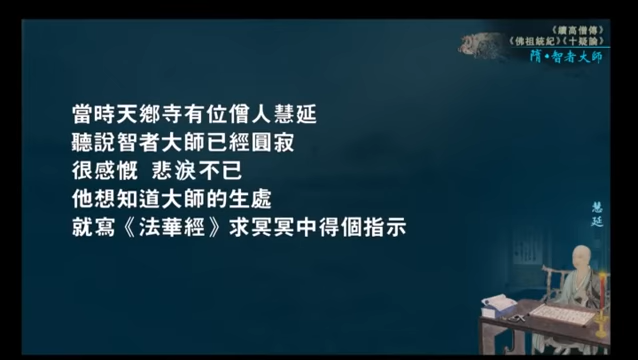 《續高僧傳》
《佛祖統紀》《十疑論》
隋•智者大師
當時天鄉寺有位僧人慧延
聽說智者大師已經圓寂
很感慨 悲淚不已
他想知道大師的生處
就寫《法華經》求冥冥中得個指示
慧延